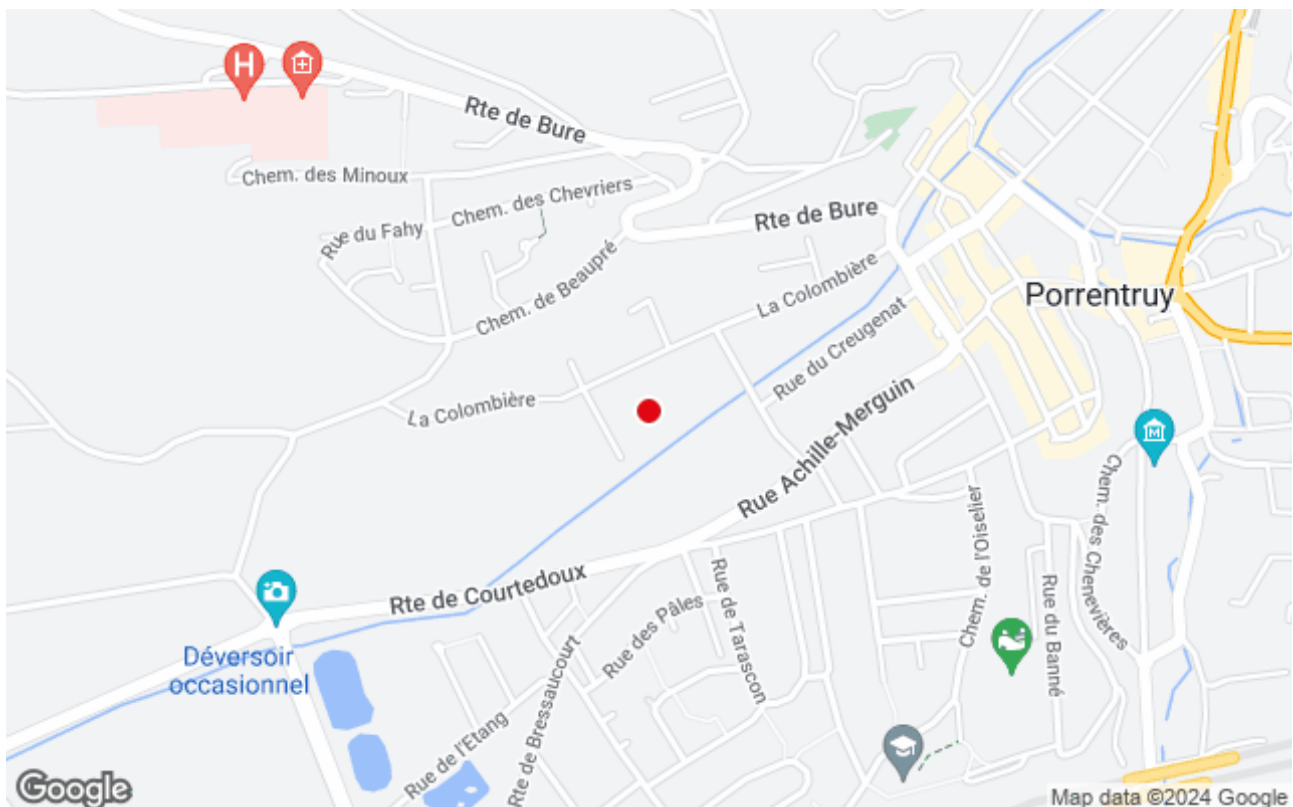 H
Rte de Bure
Chem. des Minoux
Chem. des Chevriers
Rue du Fahy
Rte de Bure
Chem. de Beaupré
La Colombière
Porrentruy
Rue du Creugenat
La Colombière
Rue Achille-Merguin
M
Chem. des Chenevières
Chem. de l'Oiselier
Rte de Courtedoux
Rue de Tarascon
Rue du Banné
Rue des Pâles
Déversoir
occasionnel
Rte de Bressaucourt
Rue de l'Etang
Google
Map data ©2024 Google